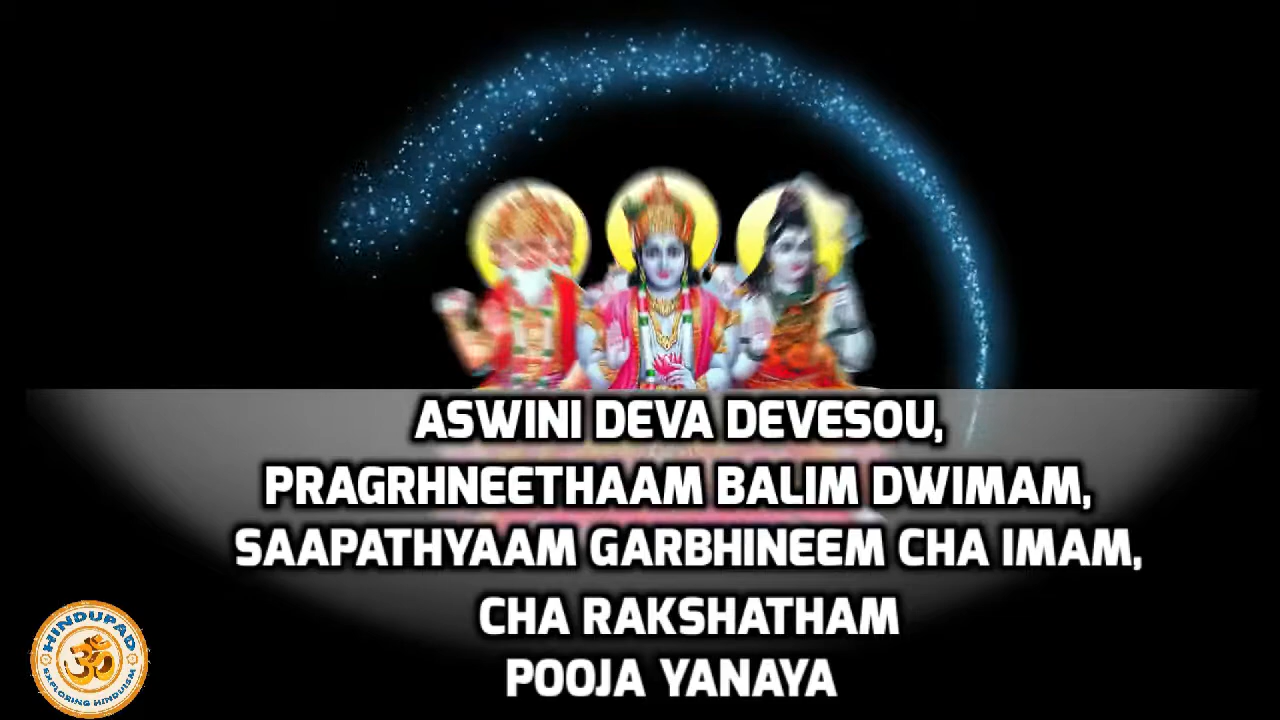 ASWINI DEVA DEVESOU,
PRAGRHNEETHAAM BALIM DWIMAM,
SAAPATHYAAM GARBHINEEM CHA IMAM,
CHA RAKSHATHAM
POOJA YANAYA
HINDUPAD
ॐ
EXPLORING HINDUISM